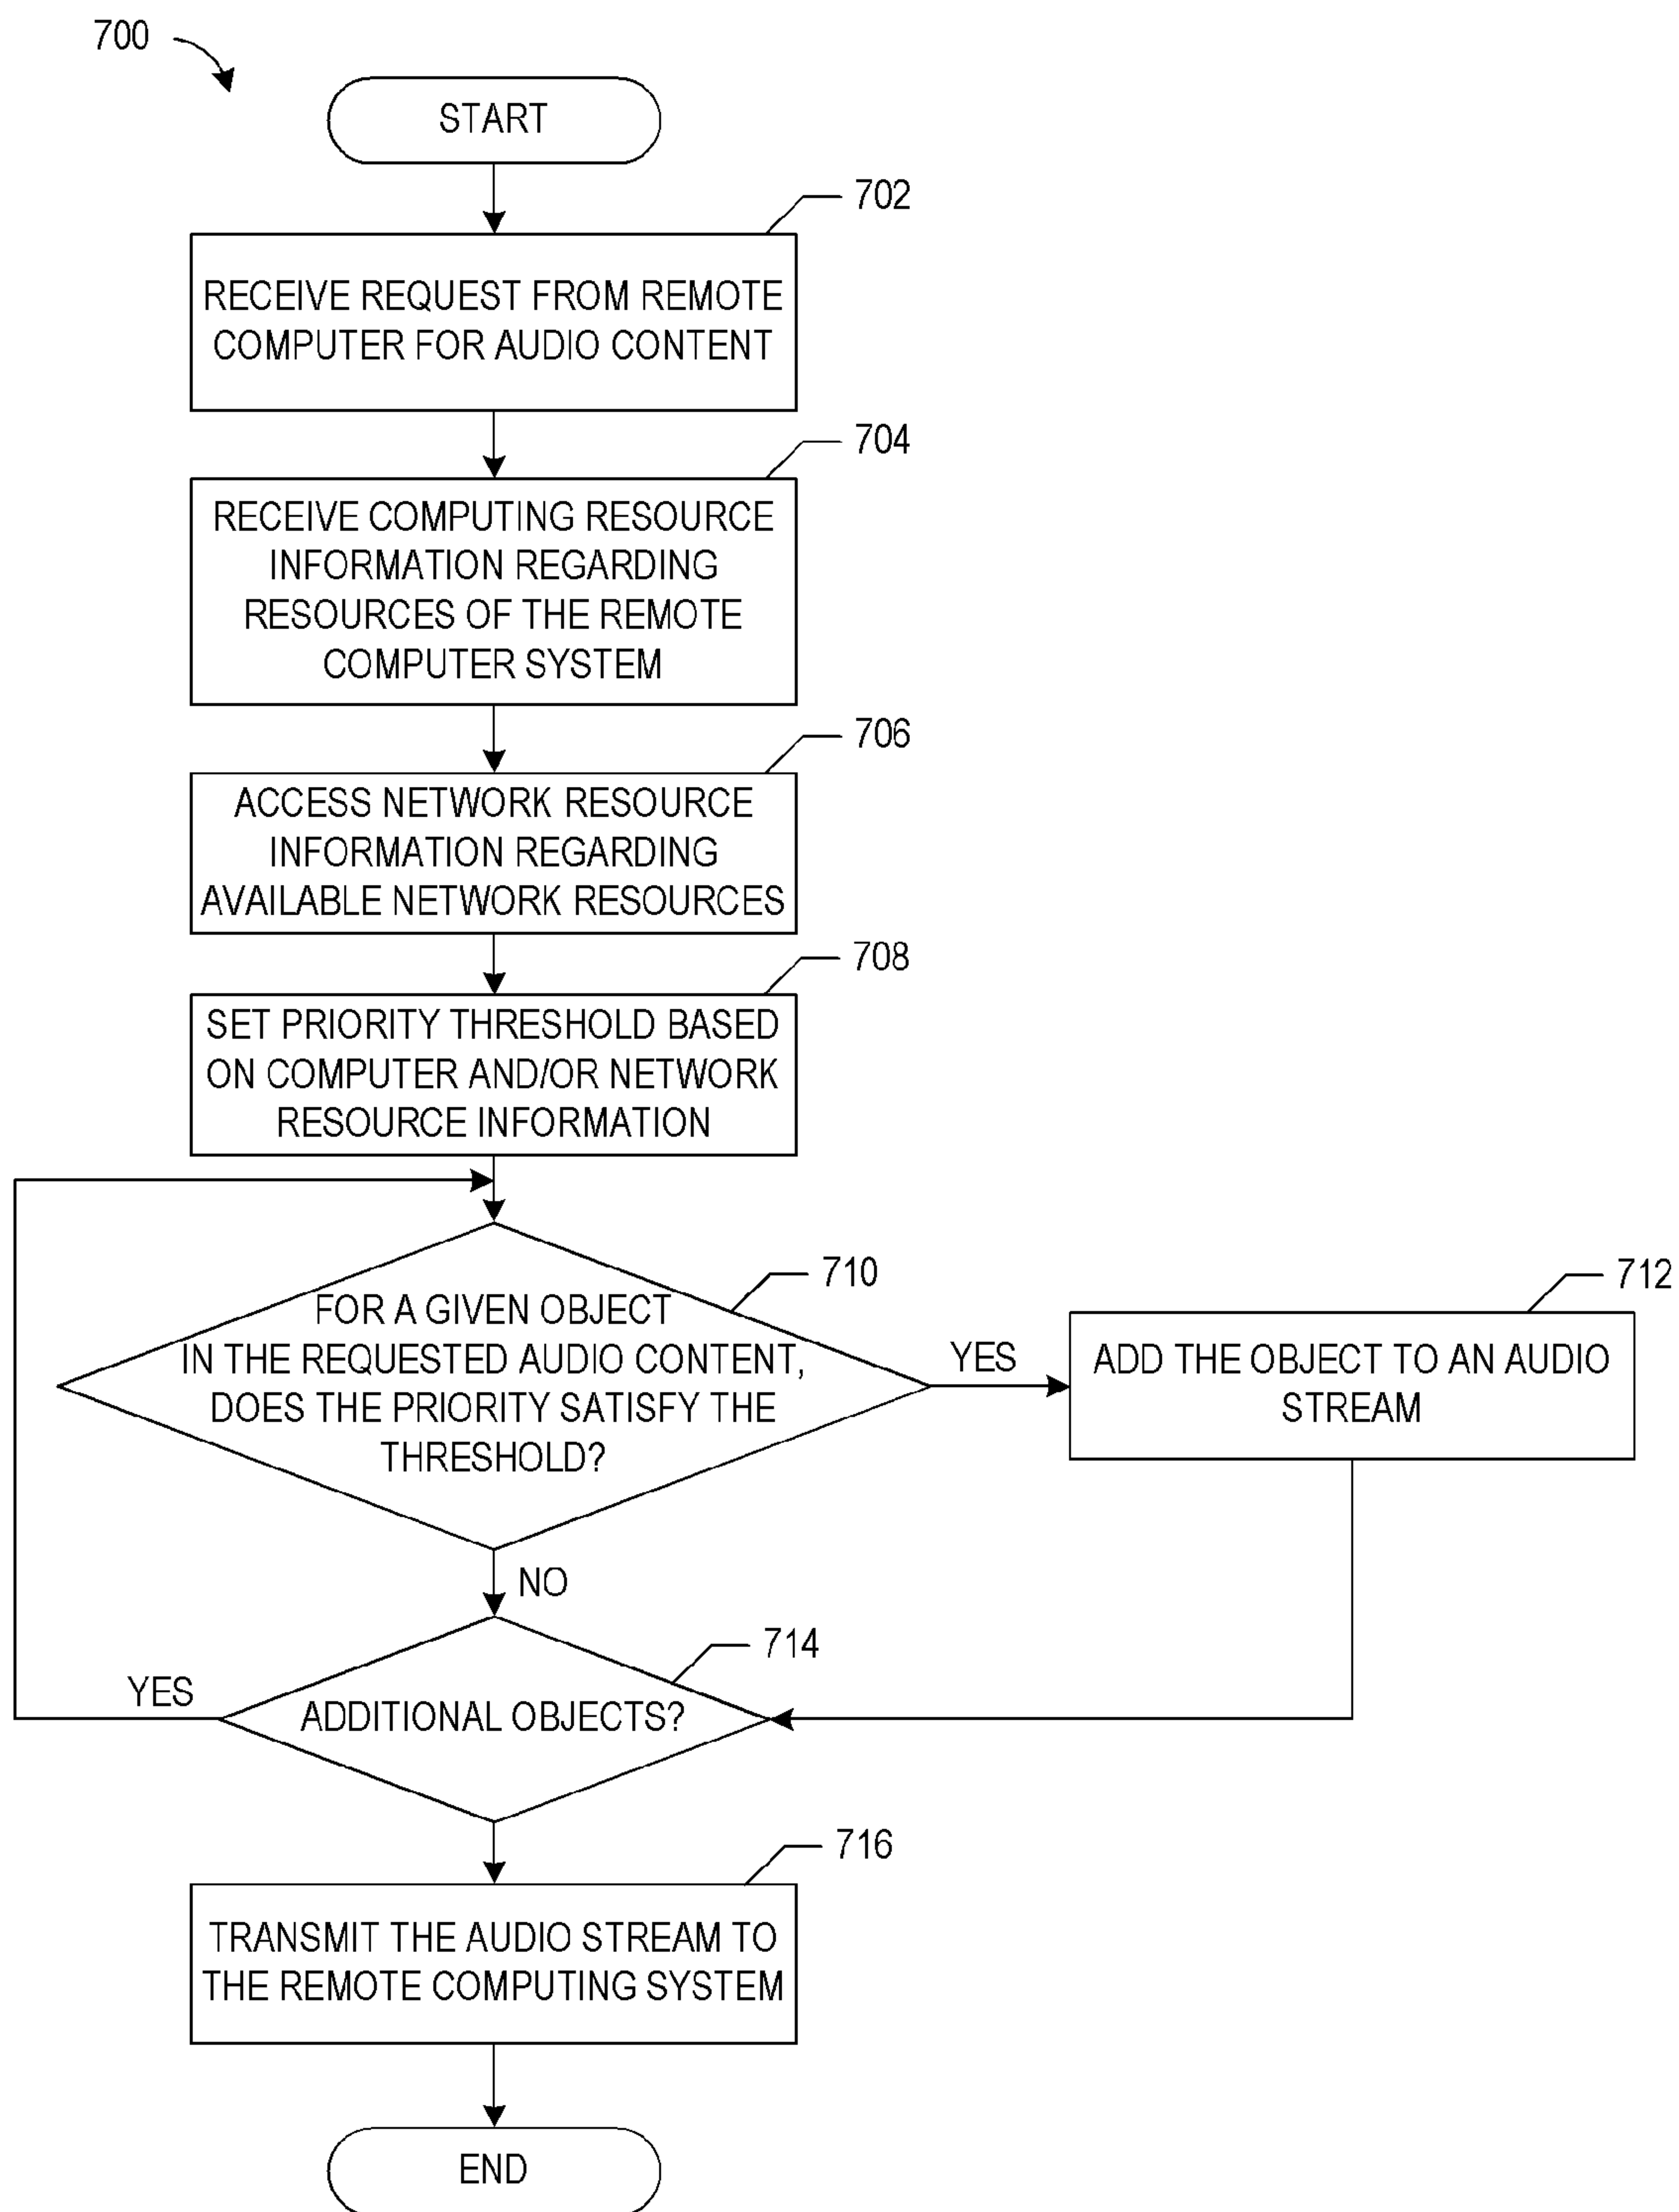 700
START
702
RECEIVE REQUEST FROM REMOTE
COMPUTER FOR AUDIO CONTENT
704
RECEIVE COMPUTING RESOURCE
INFORMATION REGARDING
RESOURCES OF THE REMOTE
COMPUTER SYSTEM
706
ACCESS NETWORK RESOURCE
INFORMATION REGARDING
AVAILABLE NETWORK RESOURCES
708
SET PRIORITY THRESHOLD BASED
ON COMPUTER AND/OR NETWORK
RESOURCE INFORMATION
710
FOR A GIVEN OBJECT
IN THE REQUESTED AUDIO CONTENT,
DOES THE PRIORITY SATISFY THE
THRESHOLD?
YES
712
ADD THE OBJECT TO AN AUDIO
STREAM
NO
714
YES
ADDITIONAL OBJECTS?
716
TRANSMIT THE AUDIO STREAM TO
THE REMOTE COMPUTING SYSTEM
END